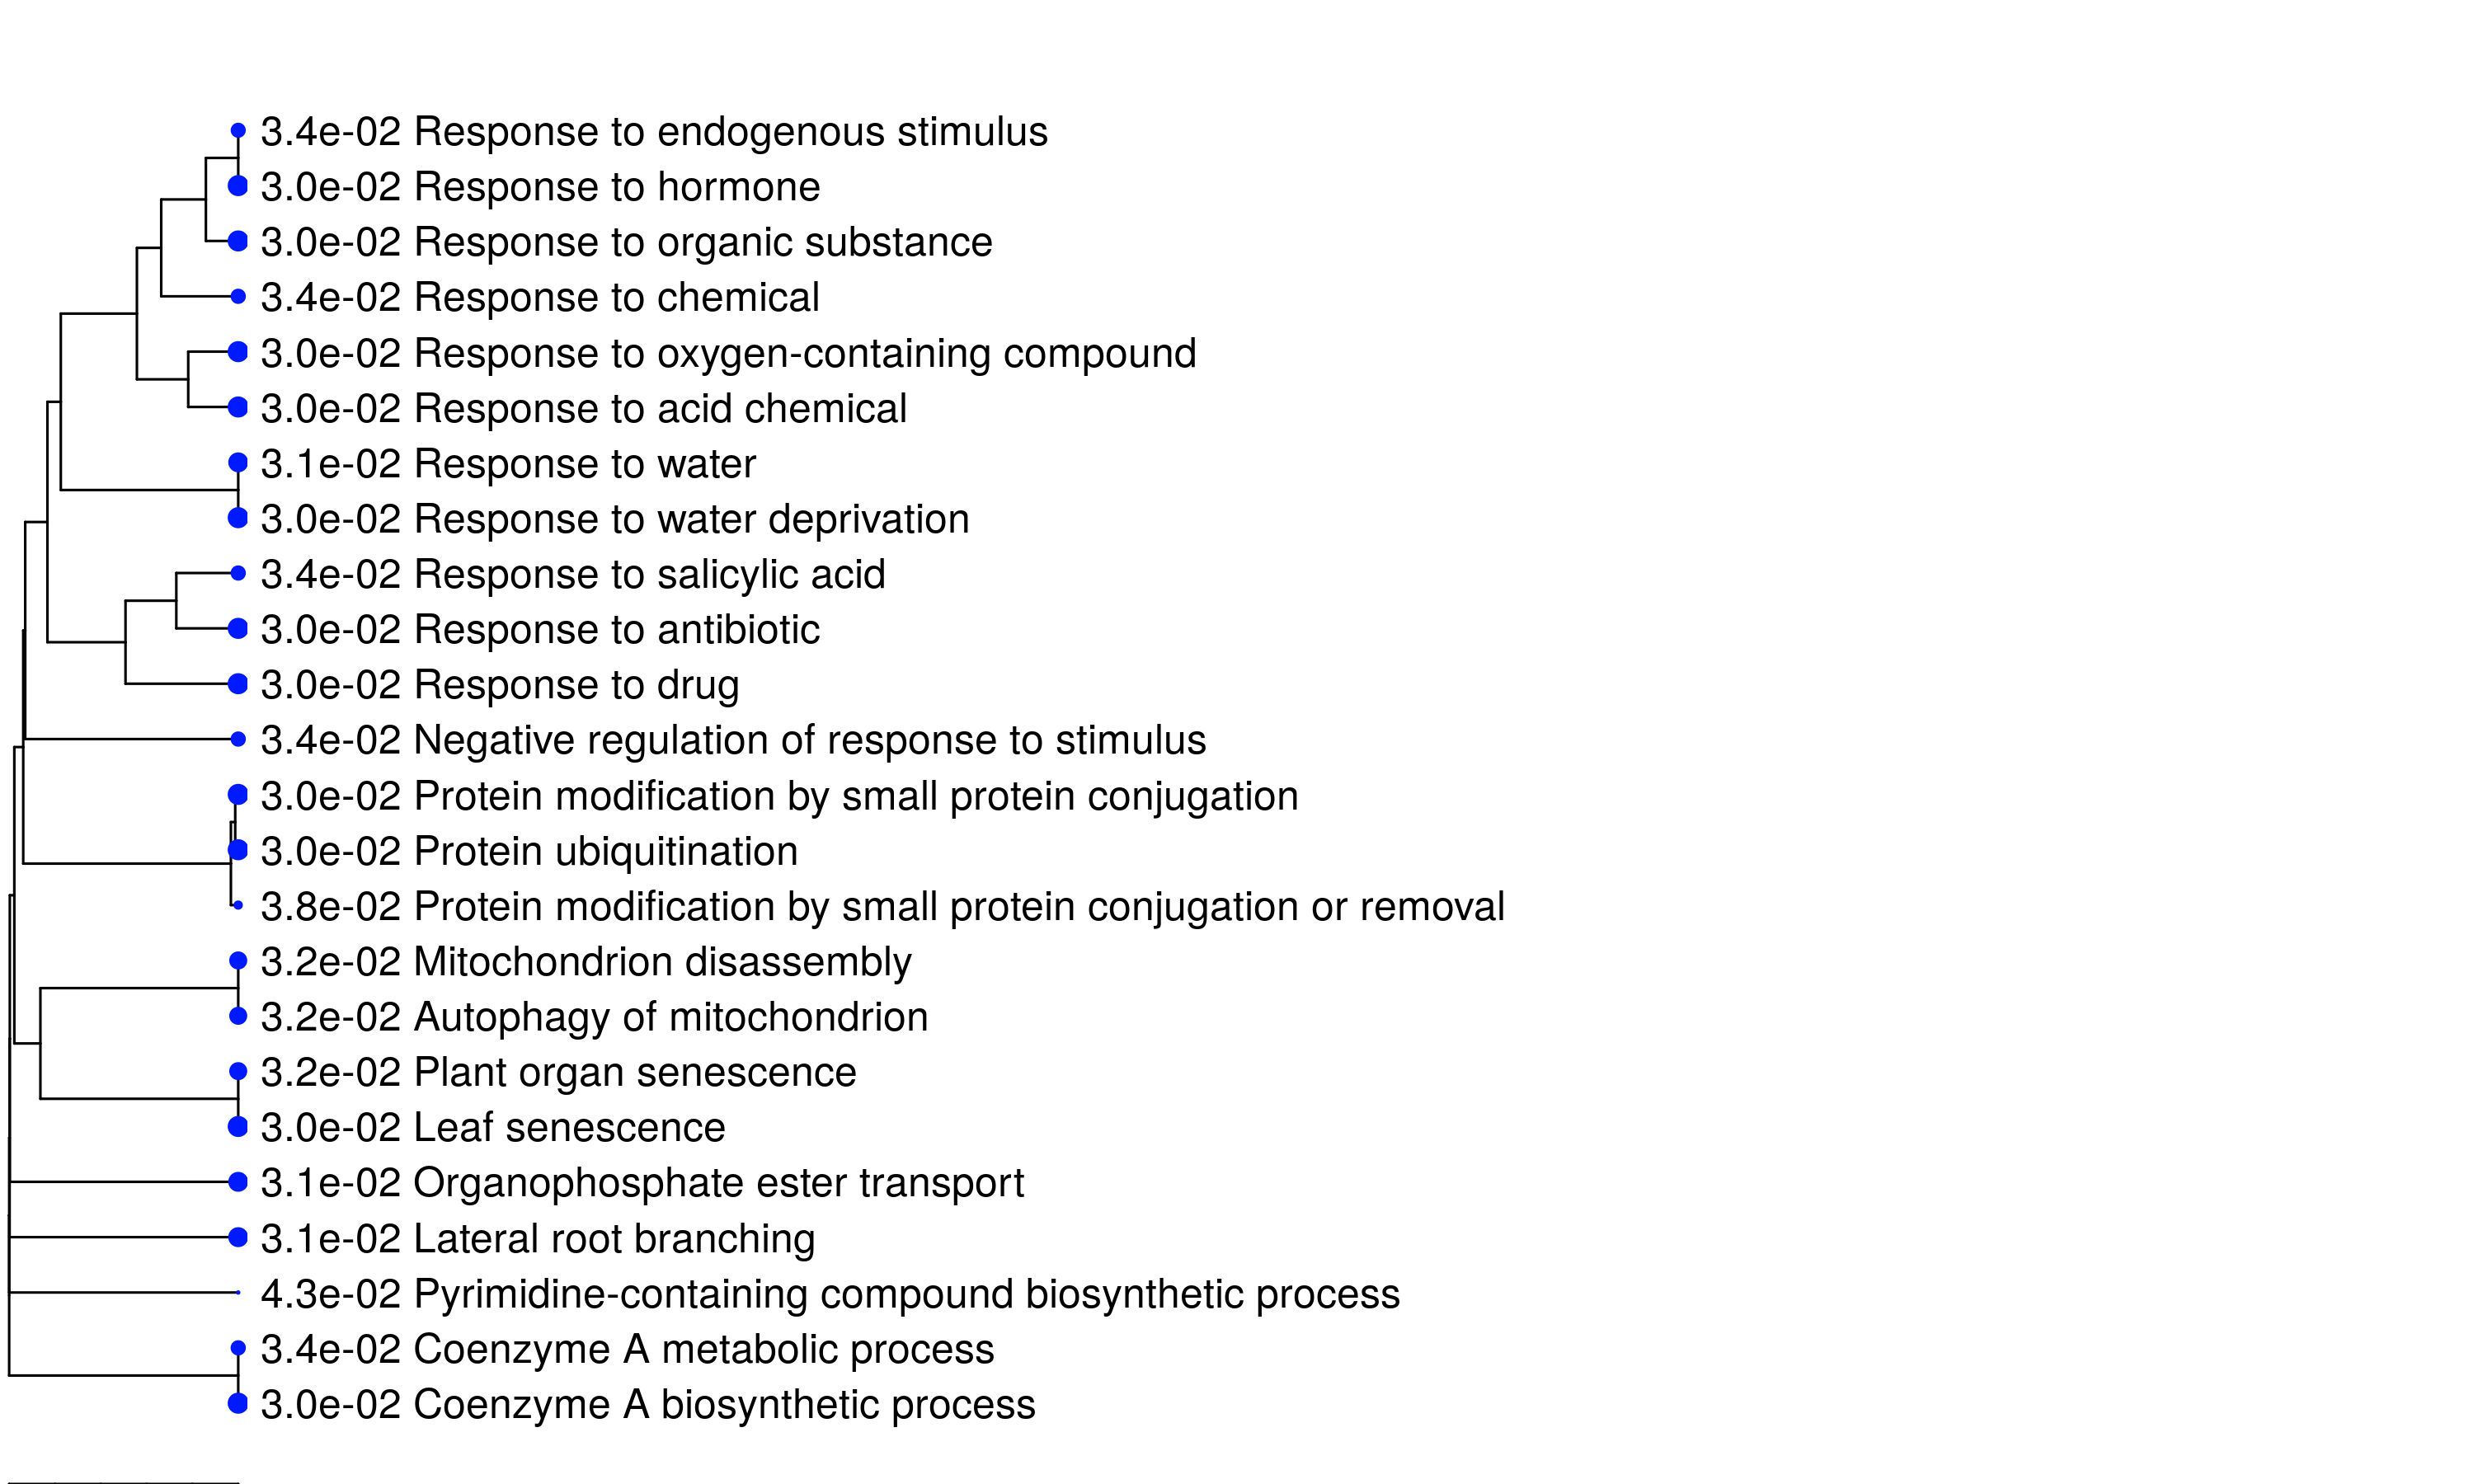 3.4e-02 Response to endogenous stimulus
3.0e-02 Response to hormone
3.0e-02 Response to organic substance
3.4e-02 Response to chemical
3.0e-02 Response to oxygen-containing compound
3.0e-02 Response to acid chemical
3.1e-02 Response to water
3.0e-02 Response to water deprivation
3.4e-02 Response to salicylic acid
3.0e-02 Response to antibiotic
3.0e-02 Response to drug
3.4e-02 Negative regulation of response to stimulus
3.0e-02 Protein modification by small protein conjugation
3.0e-02 Protein ubiquitination
3.8e-02 Protein modification by small protein conjugation or removal
3.2e-02 Mitochondrion disassembly
3.2e-02 Autophagy of mitochondrion
3.2e-02 Plant organ senescence
3.0e-02 Leaf senescence
3.1e-02 Organophosphate ester transport
3.1e-02 Lateral root branching
4.3e-02 Pyrimidine-containing compound biosynthetic process
3.4e-02 Coenzyme A metabolic process
3.0e-02 Coenzyme A biosynthetic process